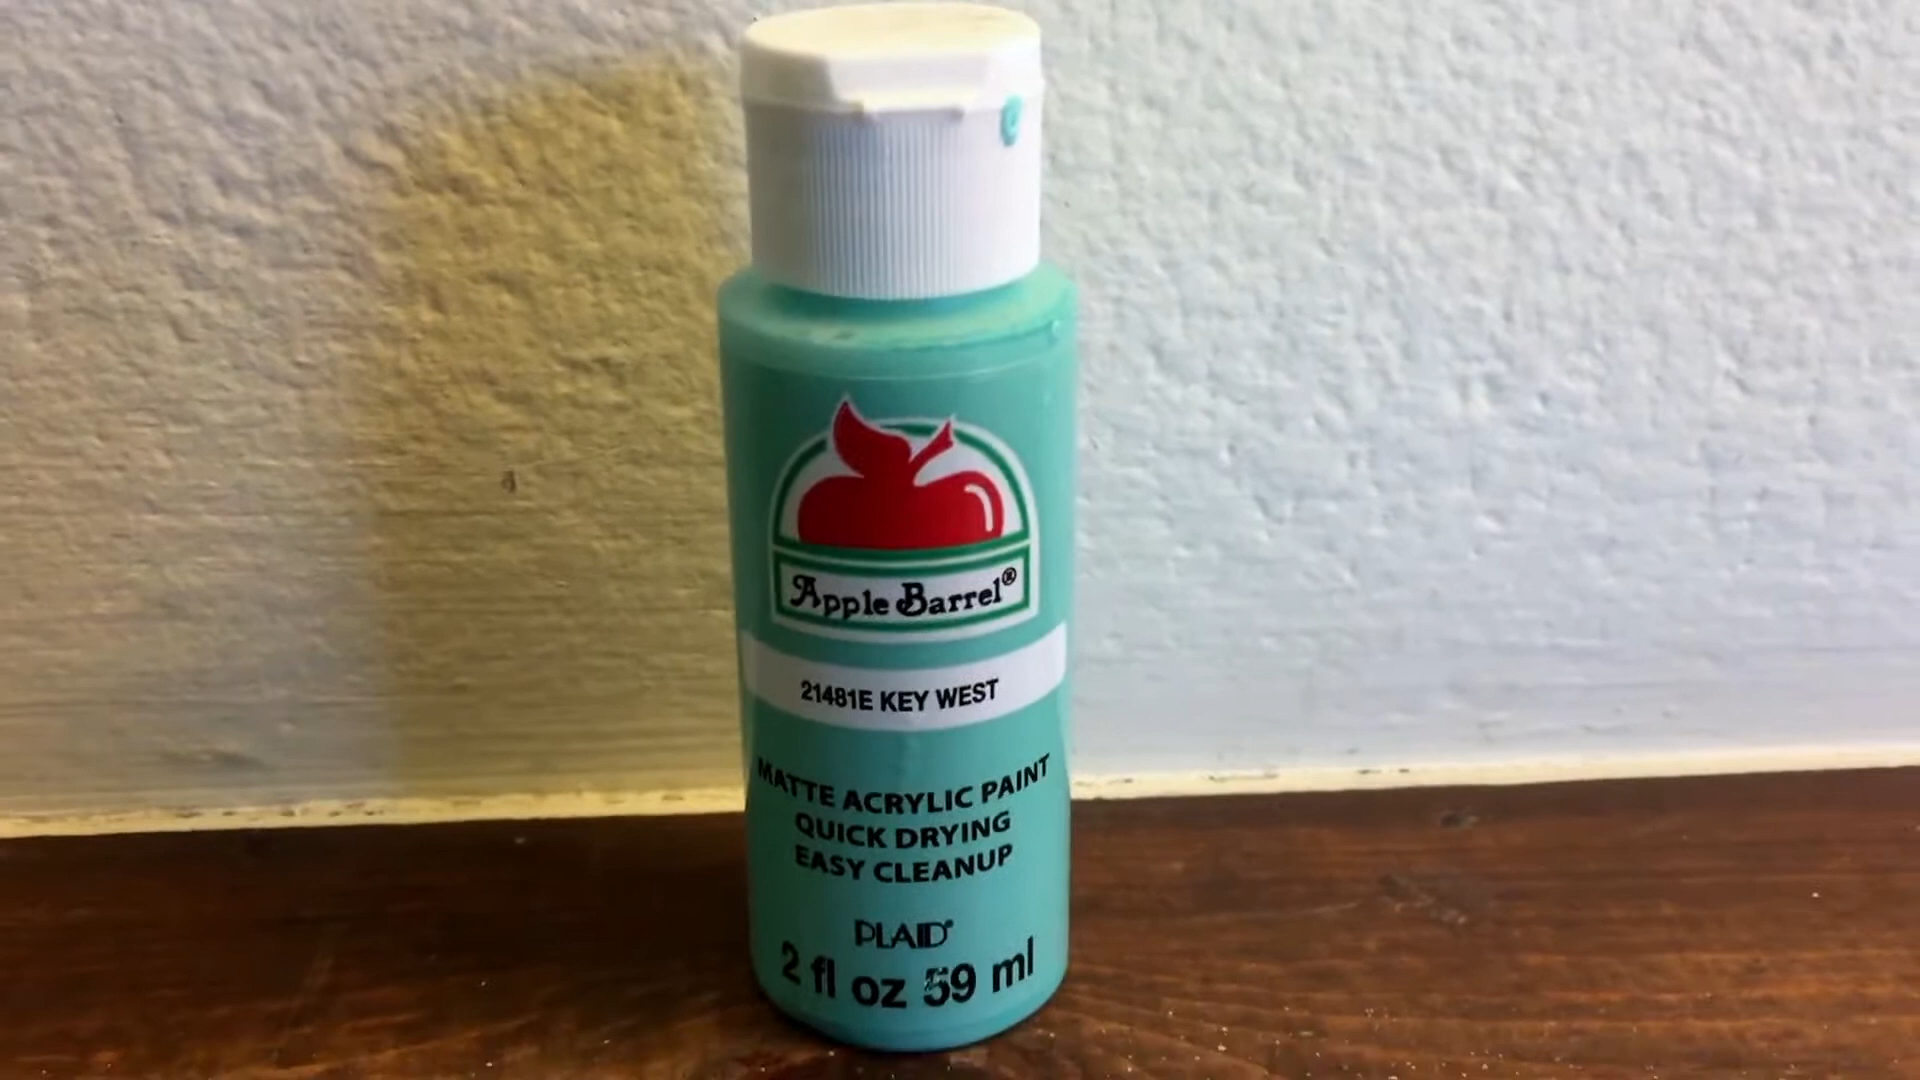 Apple Barrel®
21481E KEY WEST
MATTE ACRYLIC PAINT
QUICK DRYING
EASY CLEANUP
PLAID®
2 fl oz 59 ml